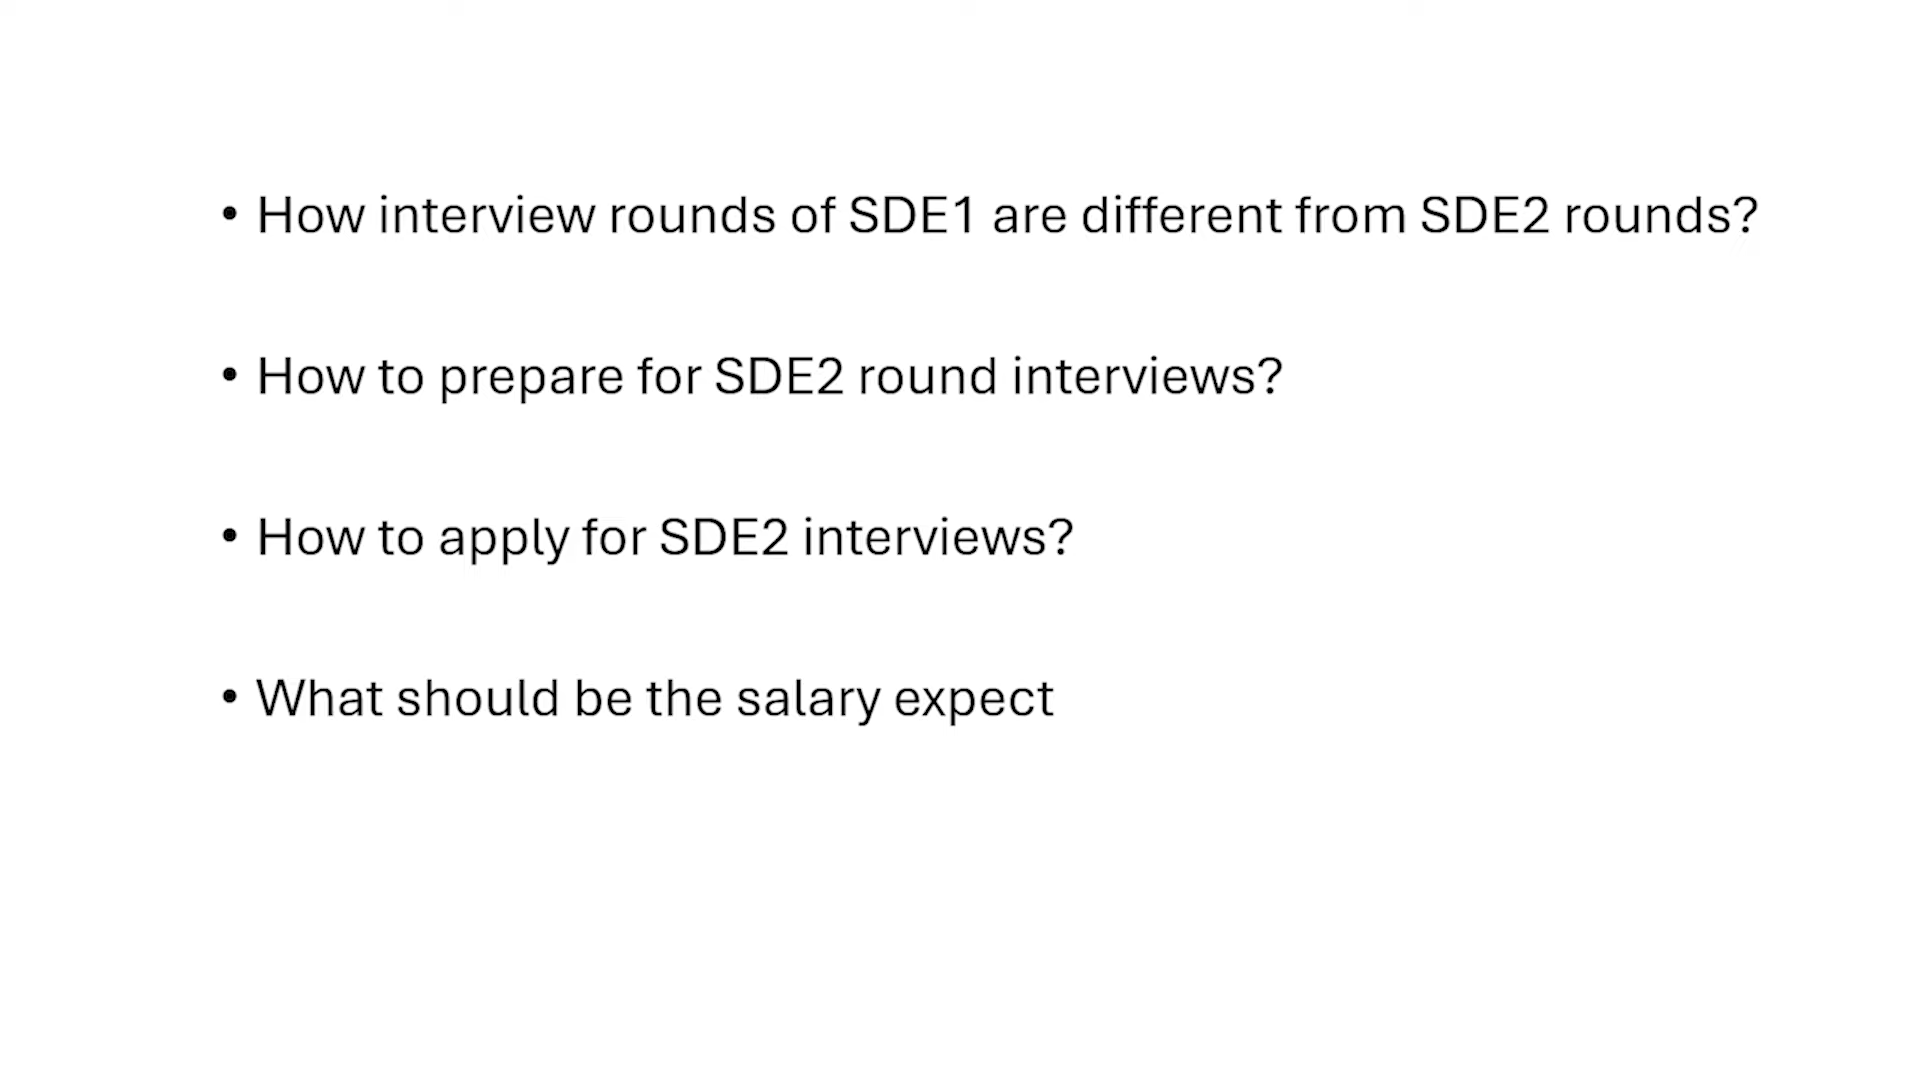 • How interview rounds of SDE1 are different from SDE2 rounds?
• How to prepare for SDE2 round interviews?
• How to apply for SDE2 interviews?
• What should be the salary expect